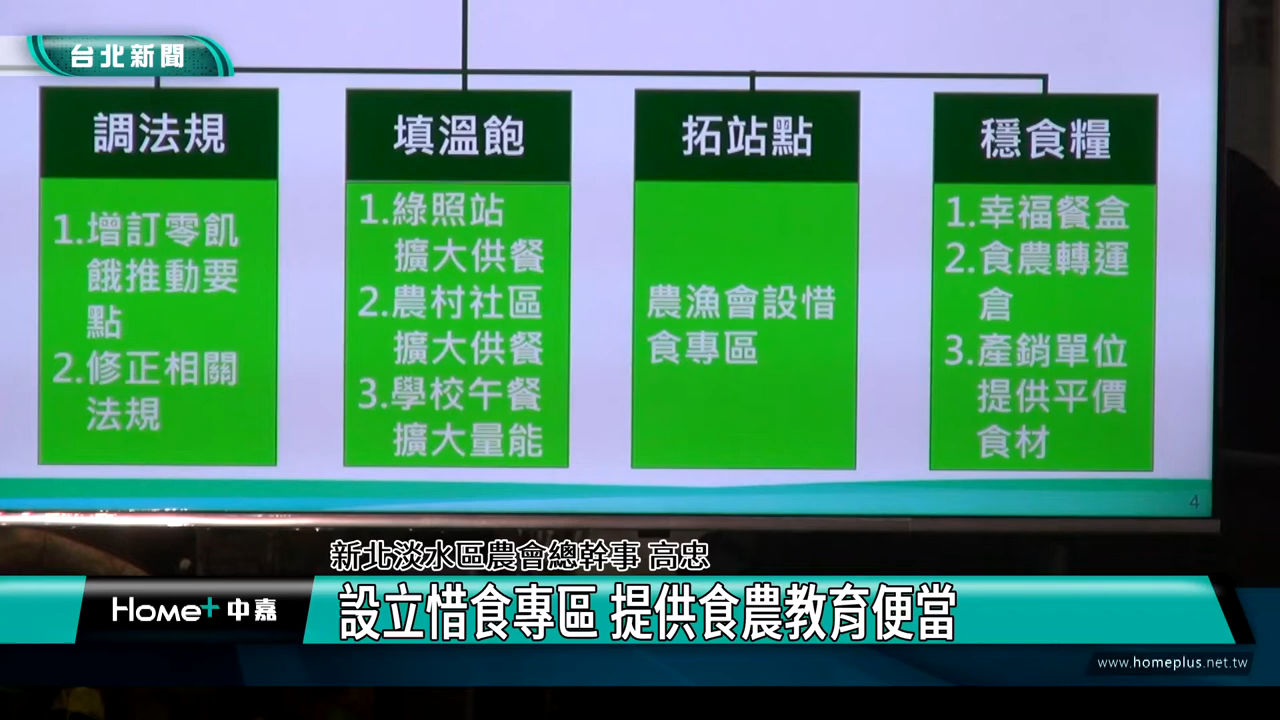 台北新聞
調法規
1.增訂零飢
餓推動要
點
2.修正相關
法規
填溫飽
1.綠照站
擴大供餐
2.農村社區
擴大供餐
3.學校午餐
擴大量能
拓站點
農漁會設惜
食專區
穩食糧
1.幸福餐盒
2.食農轉運
倉
3.產銷單位
提供平價
食材
4
新北淡水區農會總幹事 高忠
Home+中嘉
設立惜食專區 提供食農教育便當
www.homeplus.net.tw